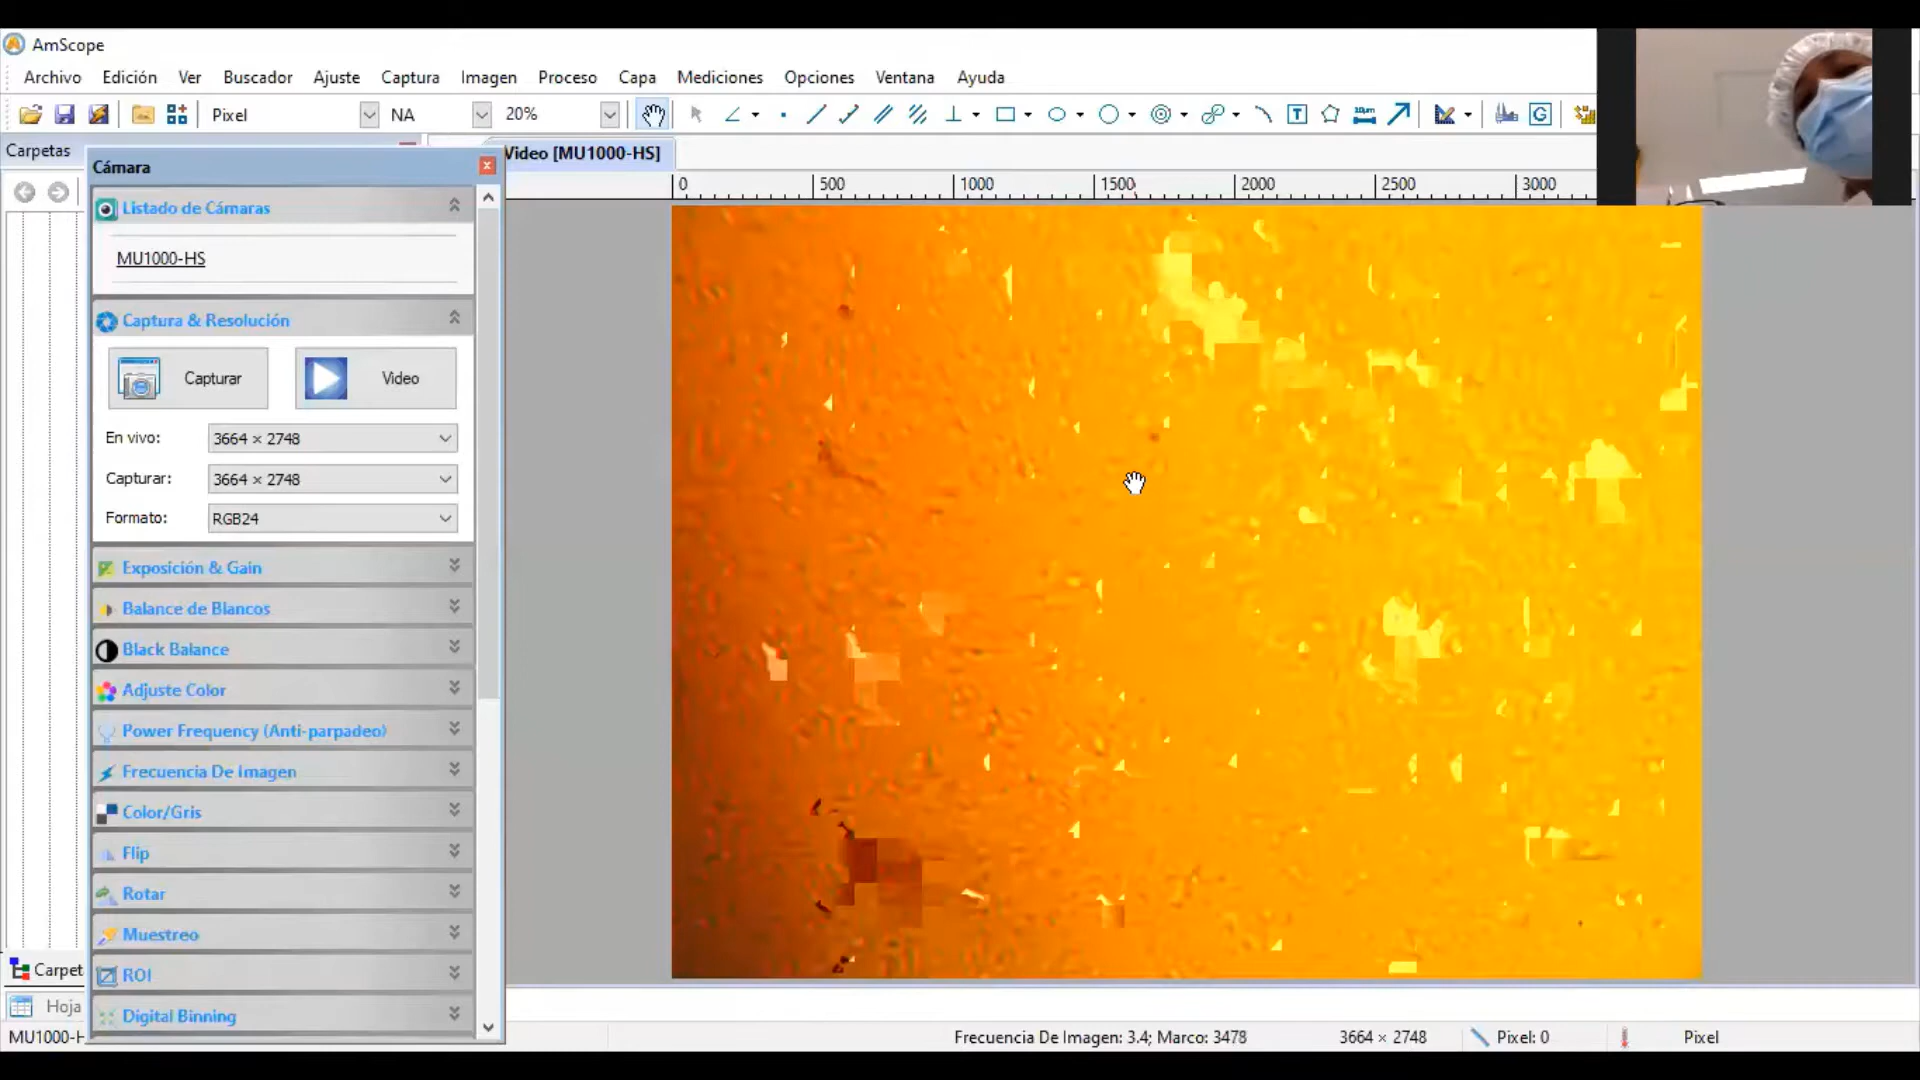 AmScope
Archivo Edición Ver Buscador Ajuste Captura Imagen Proceso Capa Mediciones Opciones Ventana Ayuda
Pixel NA 20%
Carpetas
Cámara
Video [MU1000-HS]
0 500 1000 1500 2000 2500 3000
Listado de Cámaras
MU1000-HS
Captura & Resolución
Capturar Video
En vivo: 3664 × 2748
Capturar: 3664 × 2748
Formato: RGB24
Exposición & Gain
Balance de Blancos
Black Balance
Adjuste Color
Power Frequency (Anti-parpadeo)
Frecuencia De Imagen
Color/Gris
Flip
Rotar
Muestreo
ROI
Digital Binning
Carpet
Hoja
MU1000-H
Frecuencia De Imagen: 3.4; Marco: 3478 3664 × 2748 Pixel: 0 Pixel